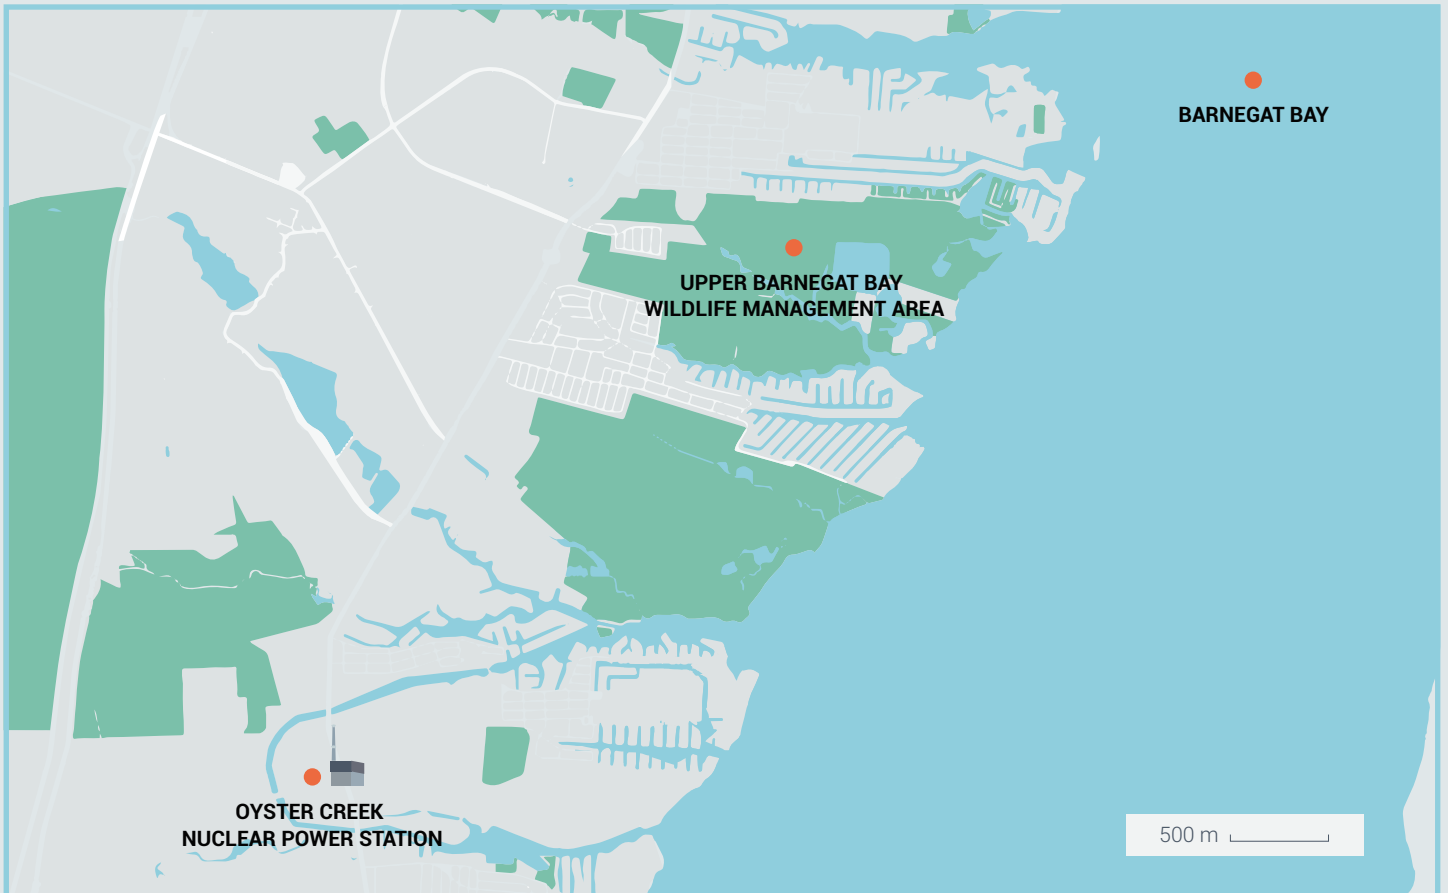 BARNEGAT BAY
UPPER BARNEGAT BAY
WILDLIFE MANAGEMENT AREA
OYSTER CREEK
NUCLEAR POWER STATION
500 m